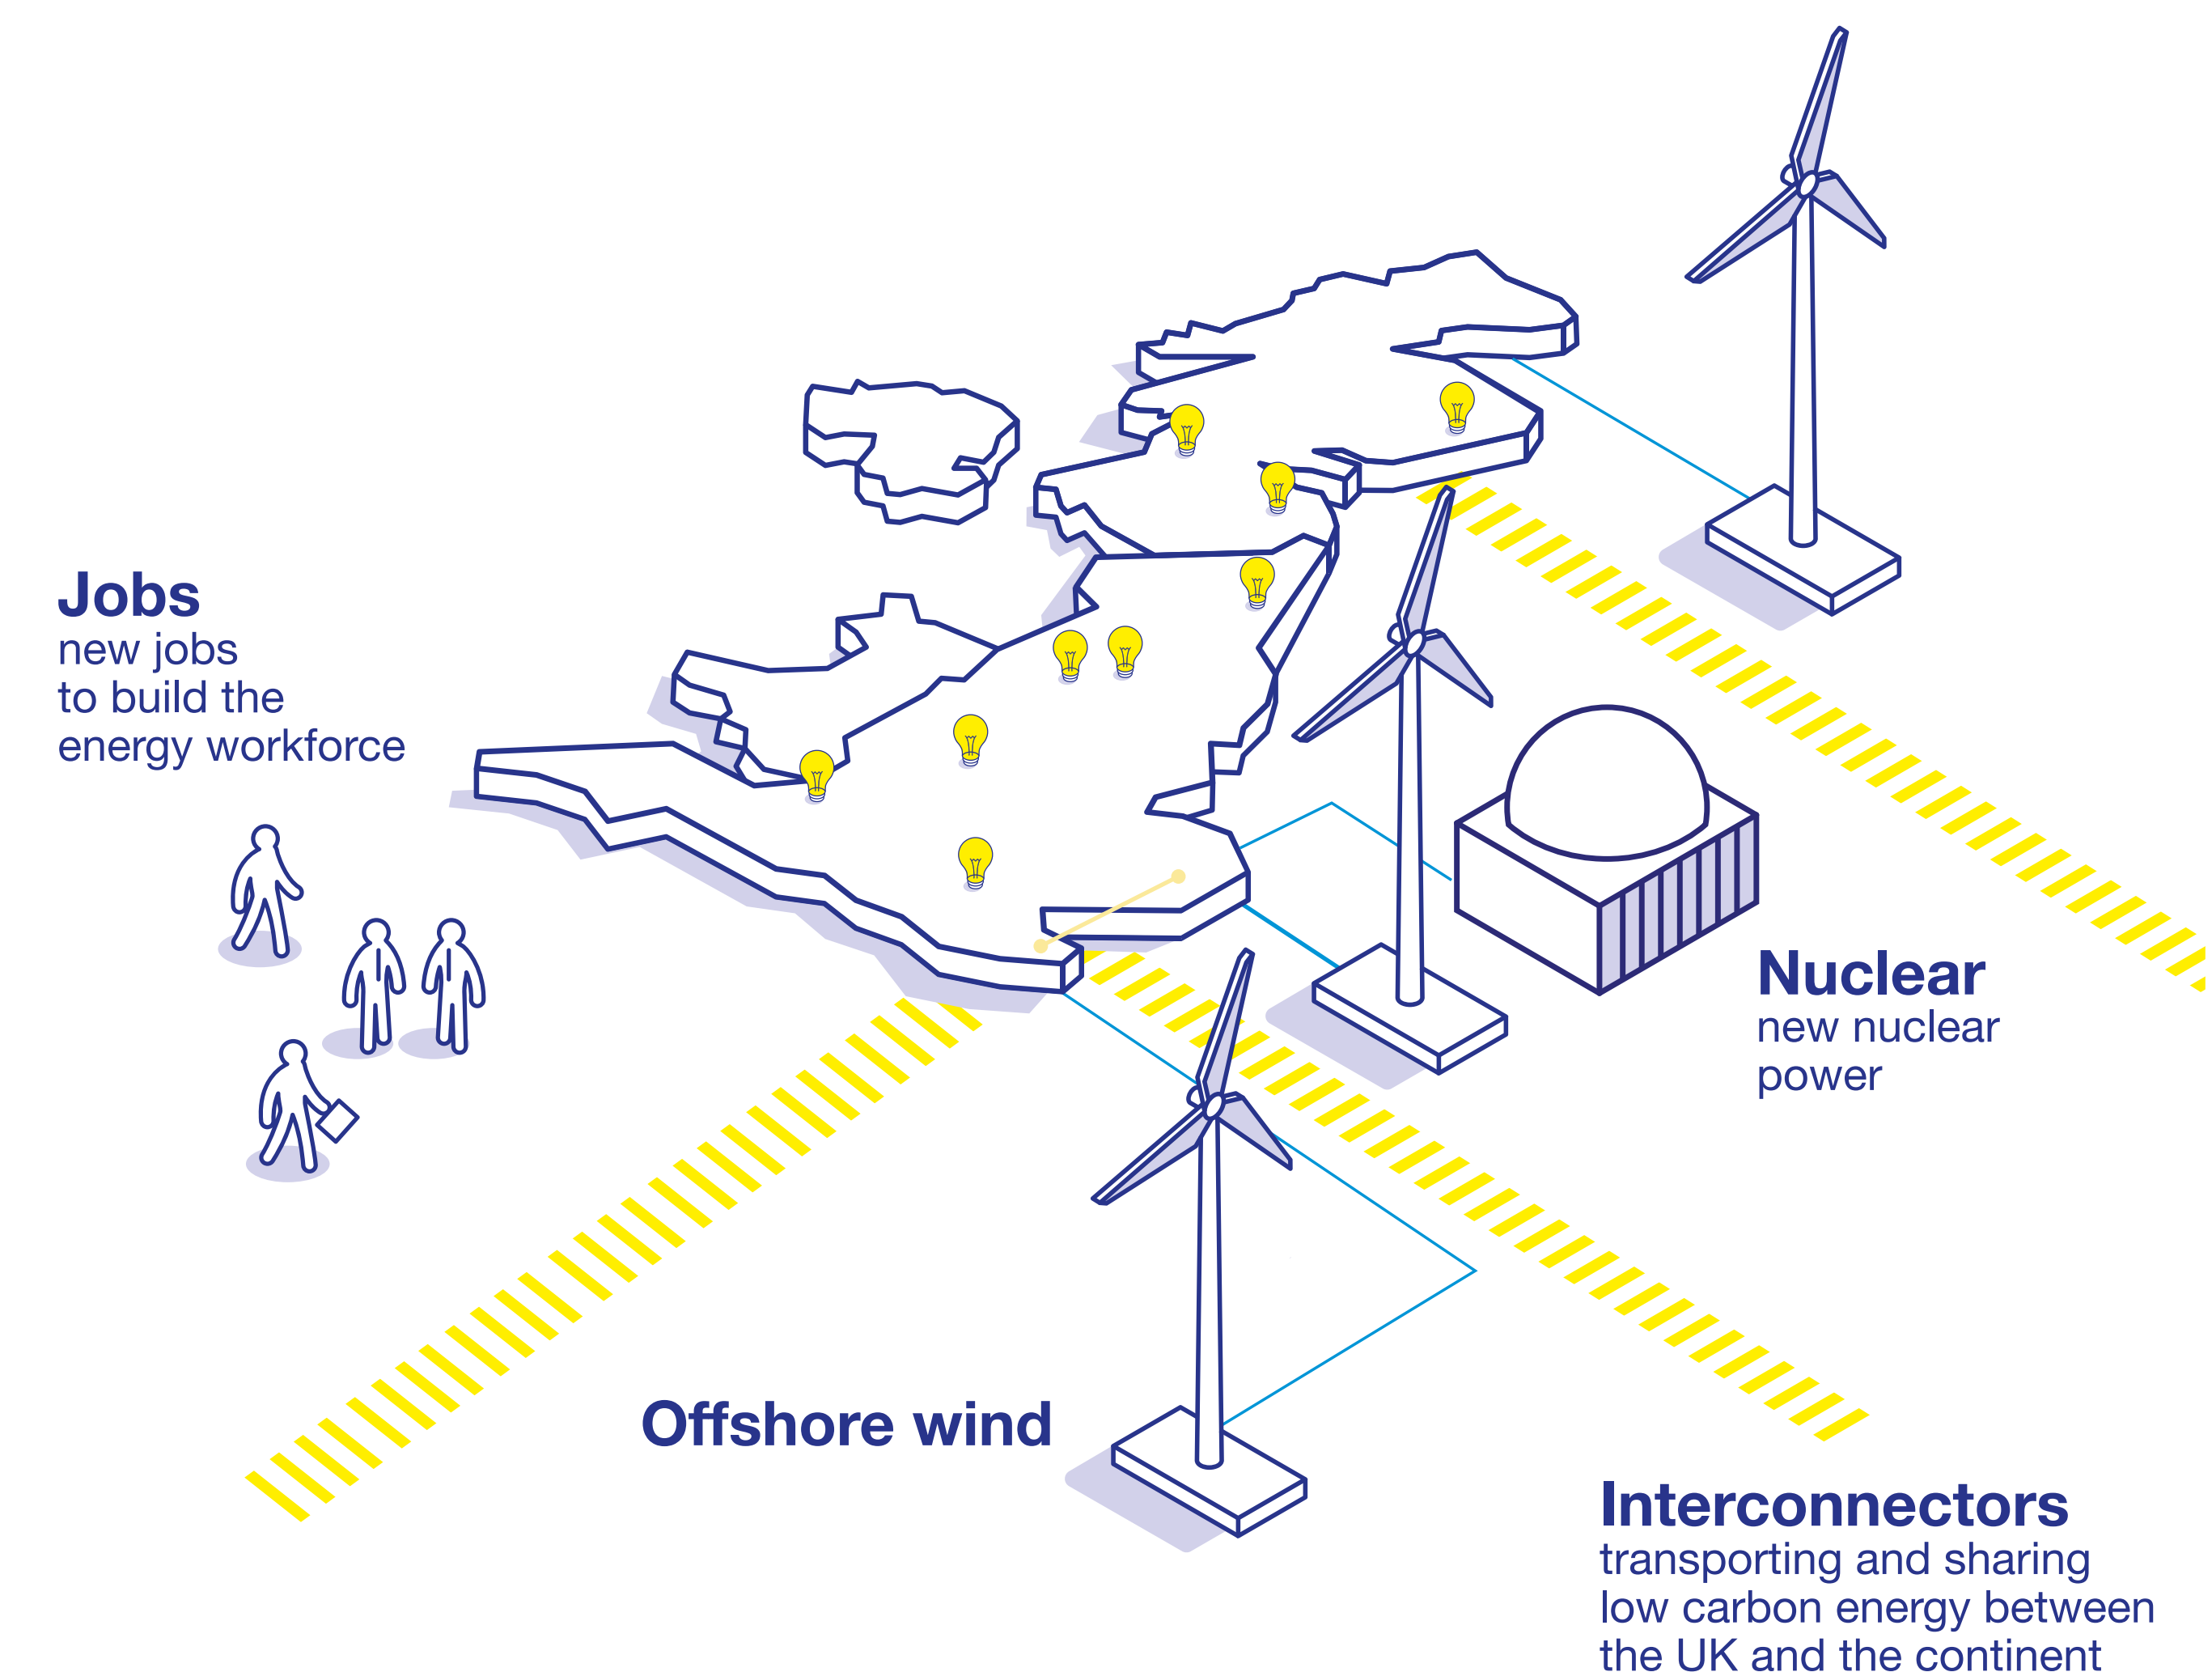 Jobs
new jobs
to build the
energy workforce
Nuclear
new nuclear
power
Offshore wind
Interconnectors
transporting and sharing
low carbon energy between
the UK and the continent